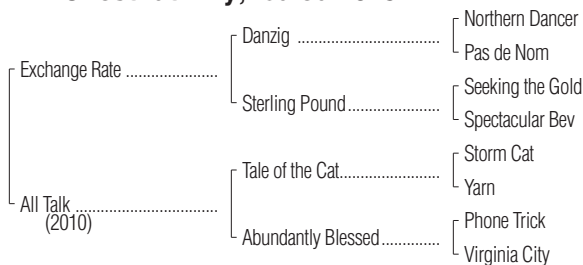 Northern Dancer
Danzig ....................................
Pas de Nom
Exchange Rate .......................
Seeking the Gold
Sterling Pound.......................
Spectacular Bev
Storm Cat
Tale of the Cat.........................
Yarn
All Talk ...................................
(2010)
Phone Trick
Abundantly Blessed..............
Virginia City